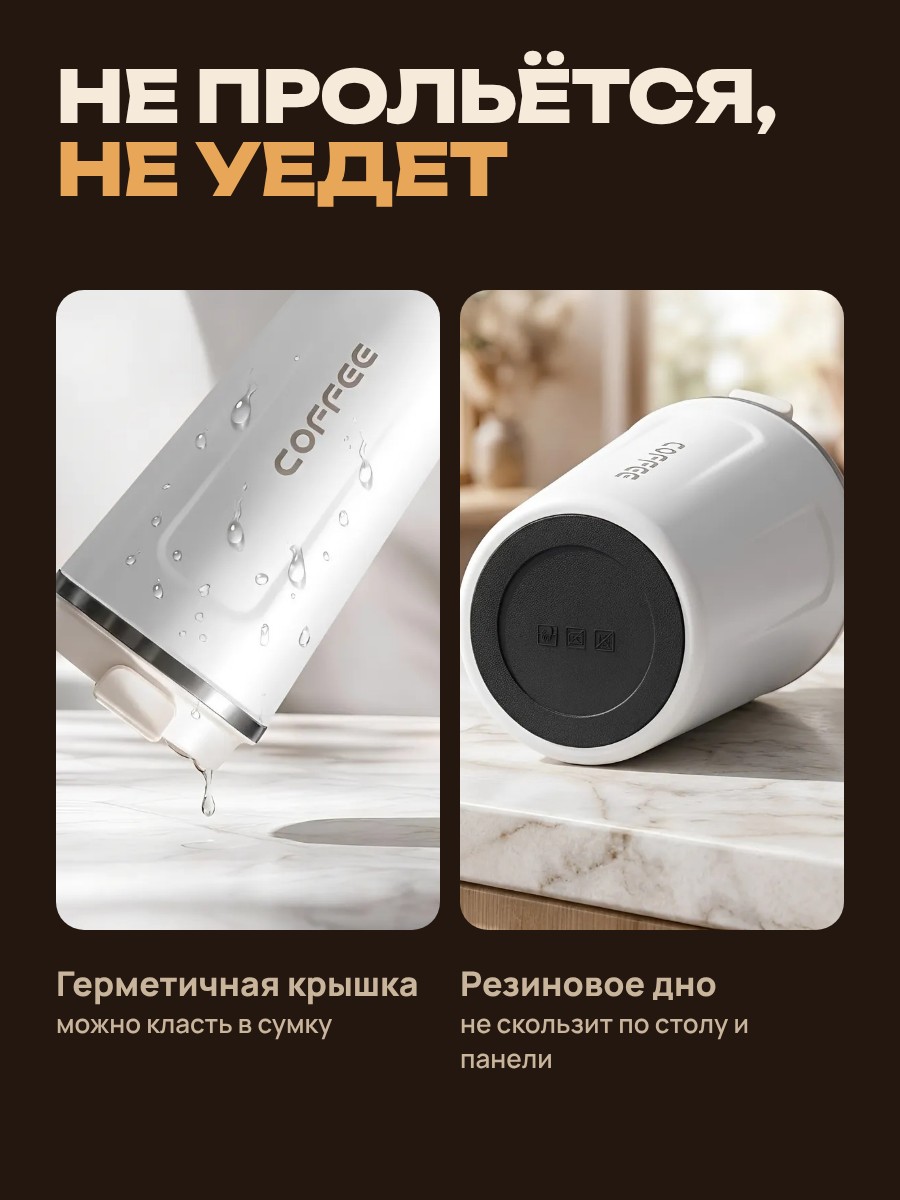 НЕ ПРОЛЬЁТСЯ,
НЕ УЕДЕТ
COFFEE
COFFEE
Герметичная крышка
можно класть в сумку
Резиновое дно
не скользит по столу и
панели